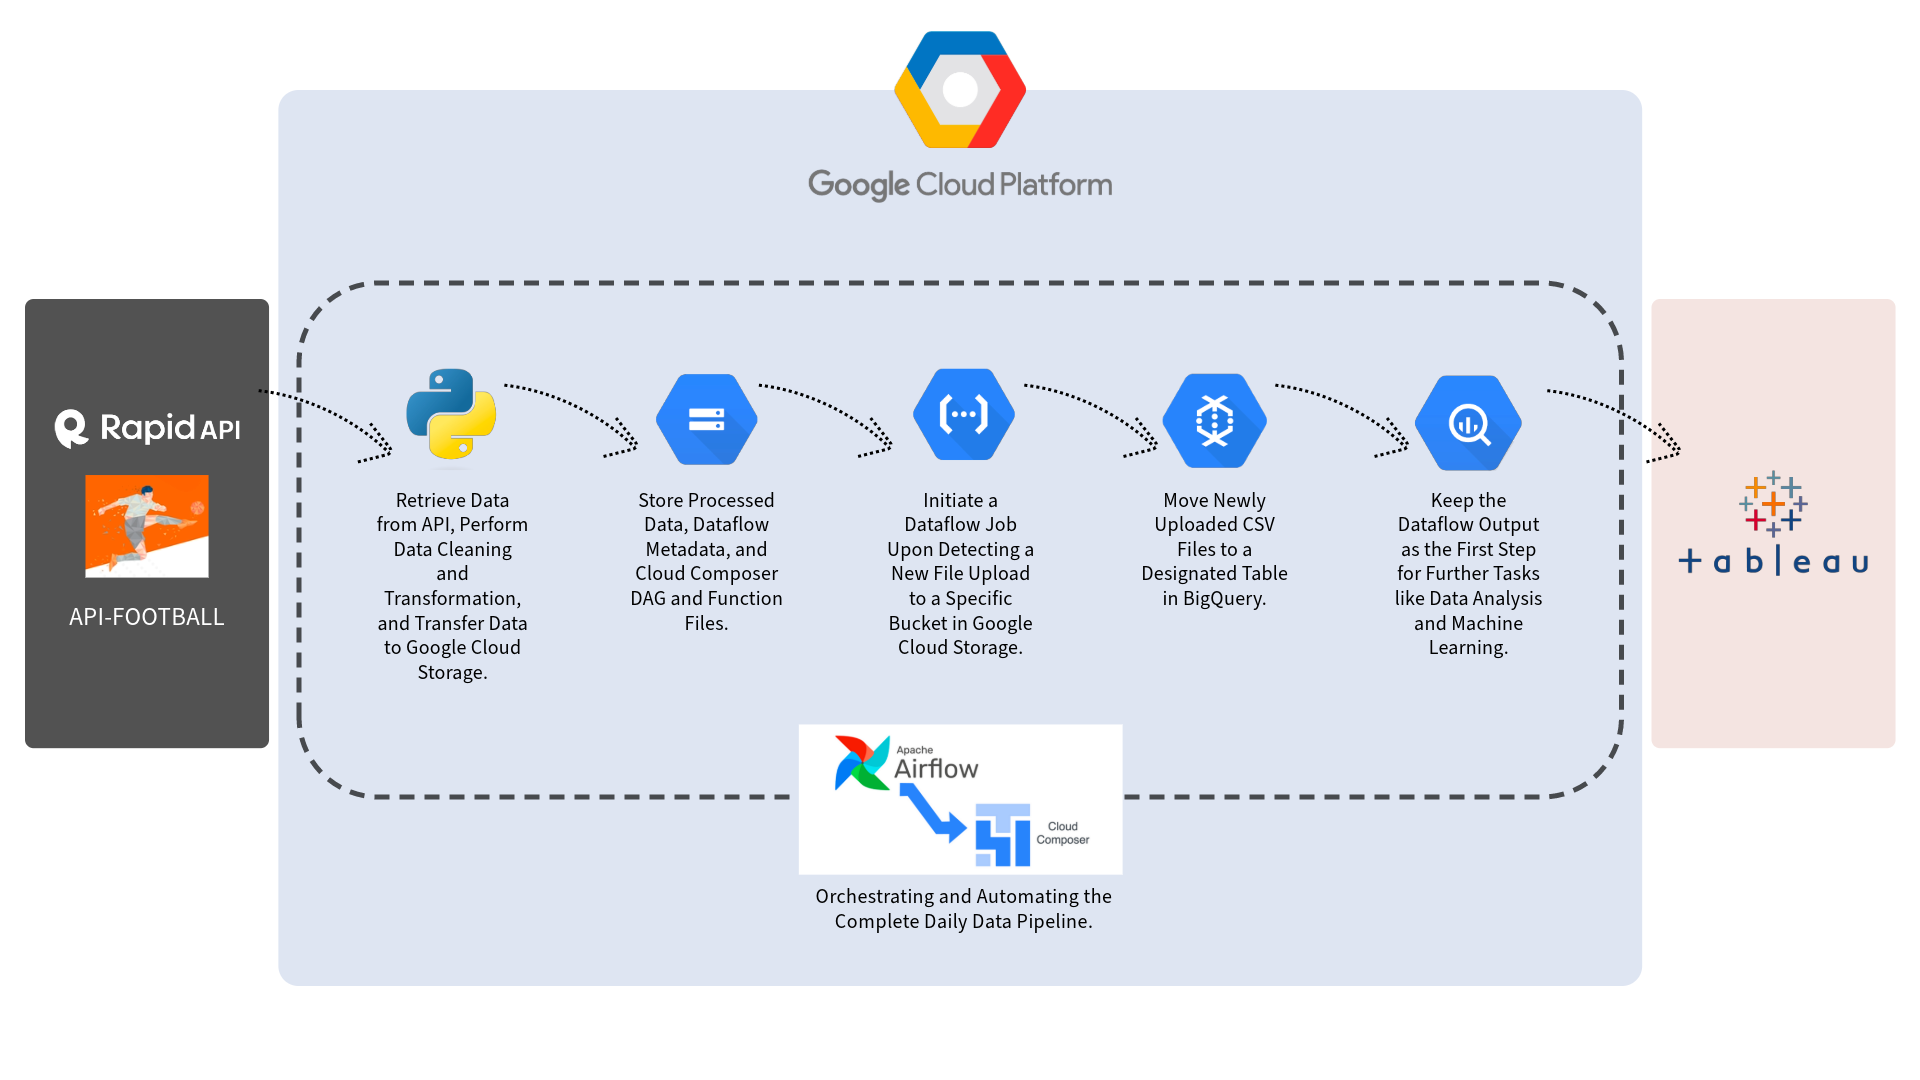 Google Cloud Platform
Rapid API
API-FOOTBALL
Retrieve Data
from API, Perform
Data Cleaning
and
Transformation,
and Transfer Data
to Google Cloud
Storage.
Store Processed
Data, Dataflow
Metadata, and
Cloud Composer
DAG and Function
Files.
Initiate a
Dataflow Job
Upon Detecting a
New File Upload
to a Specific
Bucket in Google
Cloud Storage.
Move Newly
Uploaded CSV
Files to a
Designated Table
in BigQuery.
Keep the
Dataflow Output
as the First Step
for Further Tasks
like Data Analysis
and Machine
Learning.
+ableau
Apache
Airflow
Cloud
Composer
Orchestrating and Automating the
Complete Daily Data Pipeline.